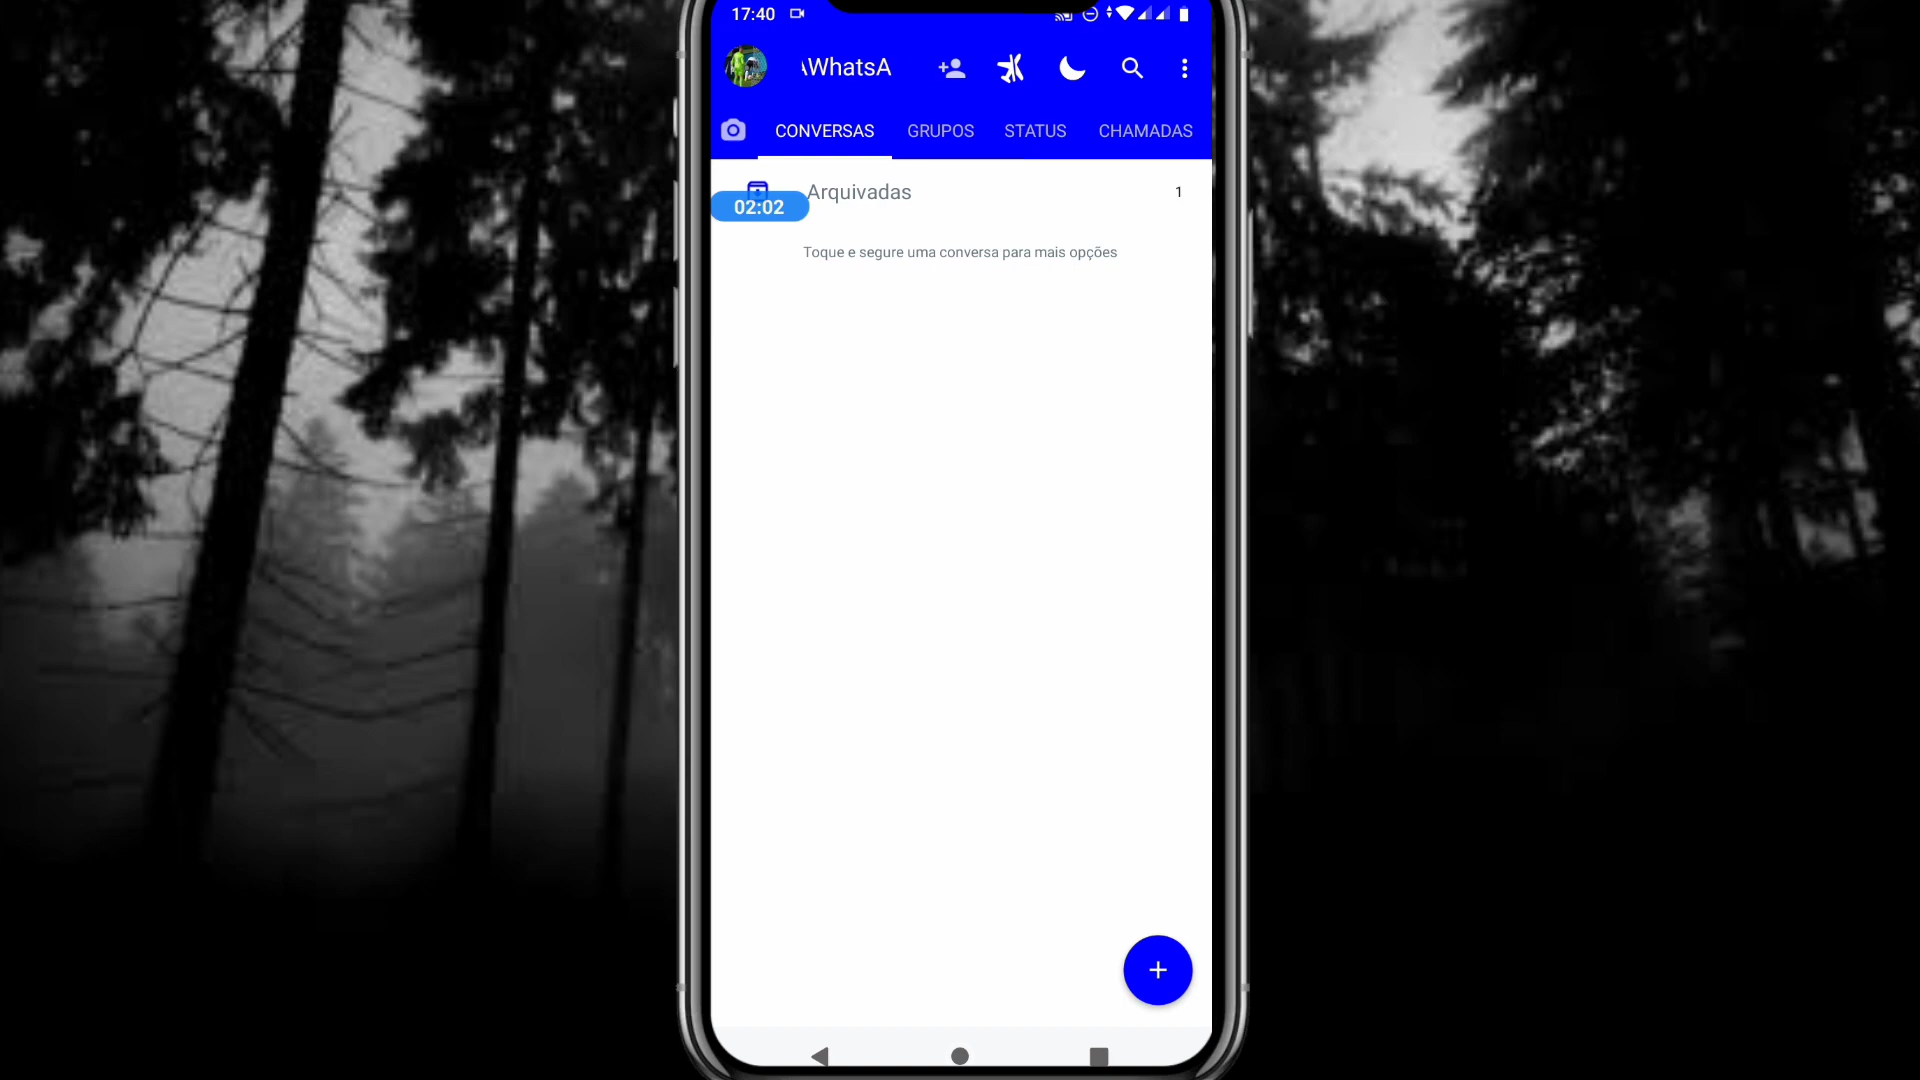 17:40
WhatsA
CONVERSAS GRUPOS STATUS CHAMADAS
Arquivadas 1
02:02
Toque e segure uma conversa para mais opções